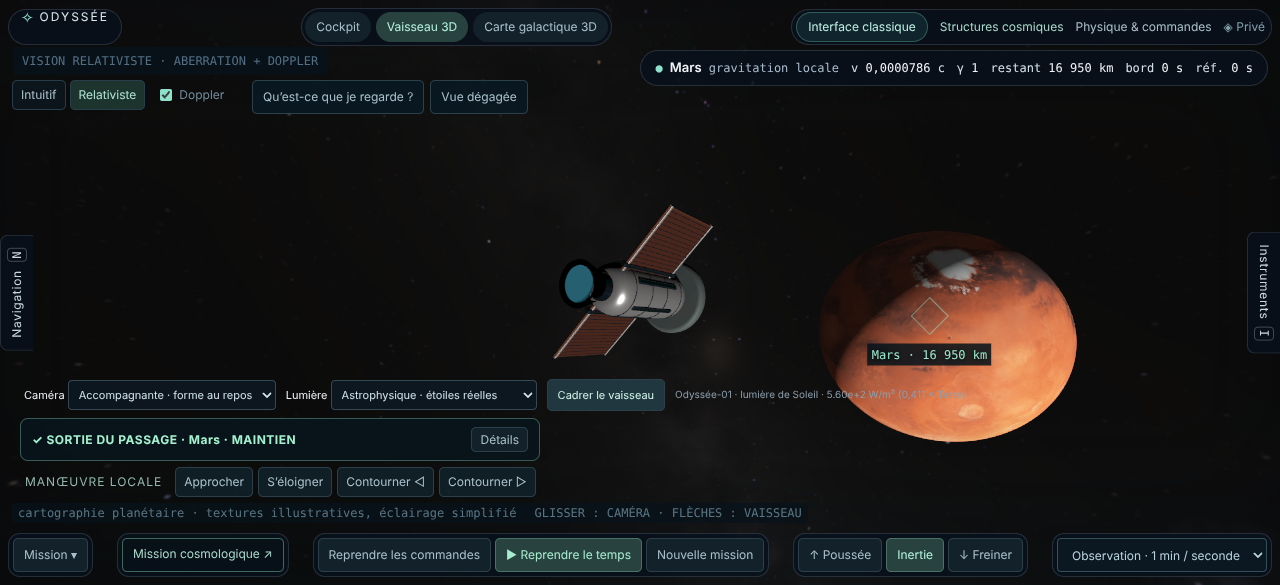 ✧ ODYSSÉE
Cockpit Vaisseau 3D Carte galactique 3D
Interface classique Structures cosmiques Physique & commandes ◈ Privé
VISION RELATIVISTE · ABERRATION + DOPPLER
● Mars gravitation locale v 0,0000786 c γ 1 restant 16 950 km bord 0 s réf. 0 s
Intuitif Relativiste Doppler Qu'est-ce que je regarde ? Vue dégagée
Navigation N
Instruments I
Mars · 16 950 km
Caméra Accompagnante · forme au repos Lumière Astrophysique · étoiles réelles Cadrer le vaisseau Odyssée-01 · lumière de Soleil · 5.60e+2 W/m²
✓ SORTIE DU PASSAGE · Mars · MAINTIEN Détails
MANŒUVRE LOCALE Approcher S'éloigner Contourner ◁ Contourner ▷
cartographie planétaire · textures illustratives, éclairage simplifié GLISSER : CAMÉRA · FLÈCHES : VAISSEAU
Mission ▾ Mission cosmologique ↗ Reprendre les commandes ▶ Reprendre le temps Nouvelle mission ↑ Poussée Inertie ↓ Freiner Observation · 1 min / seconde